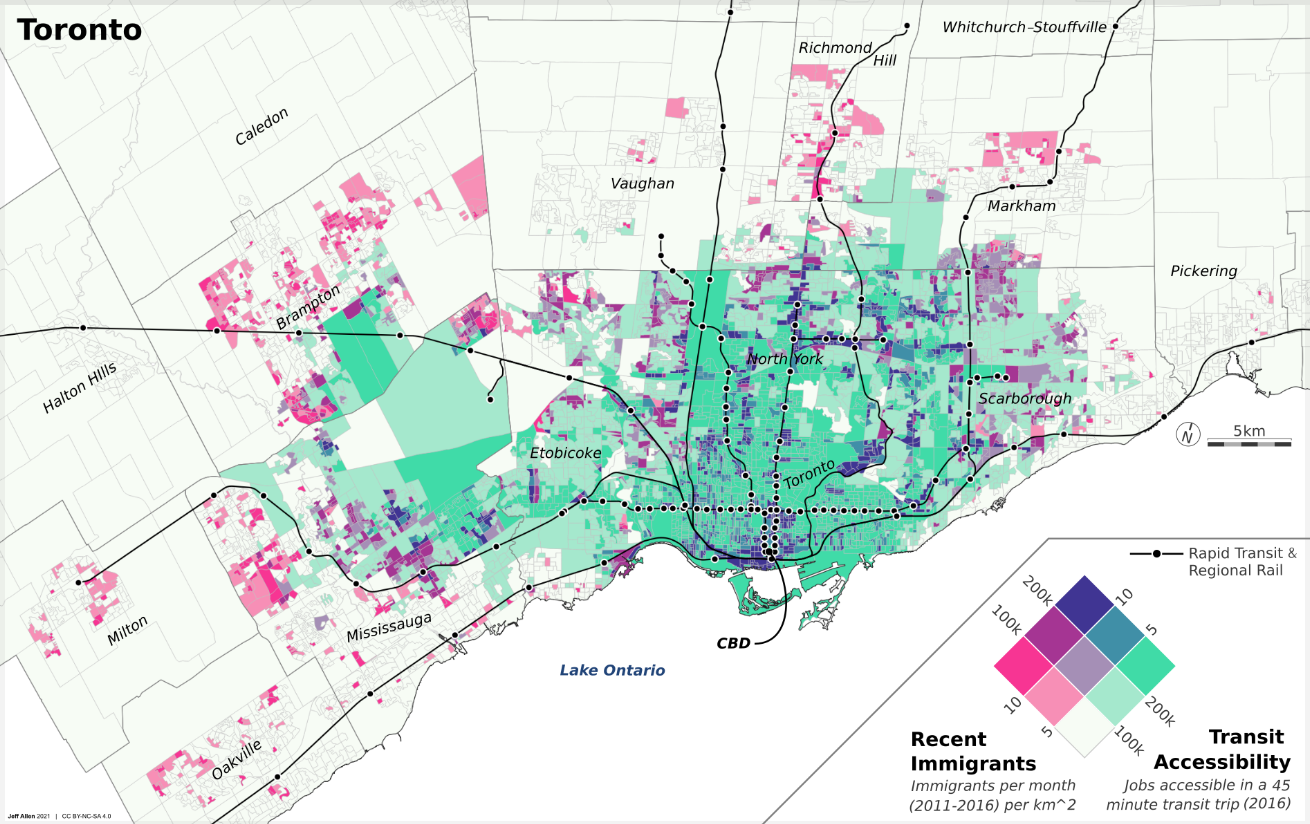 Toronto
Whitchurch-Stouffville
Richmond
Hill
Caledon
Vaughan
Markham
Pickering
Brampton
Halton HIlls
North York
Scarborough
5km
N
Etobicoke
Toronto
Rapid Transit &
Regional Rail
Milton
Mississauga
CBD
Lake Ontario
Oakville
200k
10
100k
5
10
200k
5
100k
Recent
Immigrants
Immigrants per month
(2011-2016) per km^2
Transit
Accessibility
Jobs accessible in a 45
minute transit trip (2016)
Jeff Allen 2021 | CC BY-NC-SA 4.0